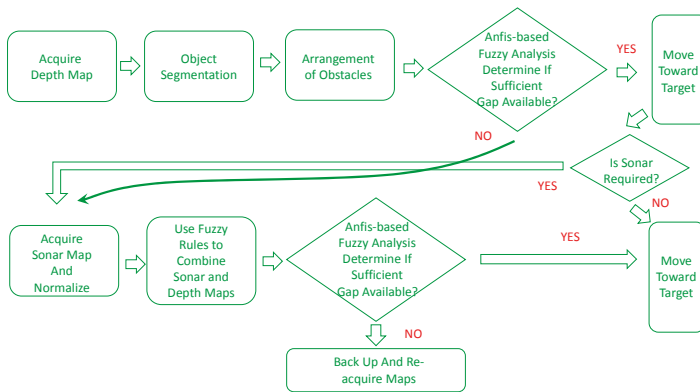 Acquire
Depth Map
Object
Segmentation
Arrangement
of Obstacles
Anfis-based
Fuzzy Analysis
Determine If
Sufficient
Gap Available?
YES
Move
Toward
Target
NO
Is Sonar
Required?
YES
NO
Acquire
Sonar Map
And
Normalize
Use Fuzzy
Rules to
Combine
Sonar and
Depth Maps
Anfis-based
Fuzzy Analysis
Determine If
Sufficient
Gap Available?
YES
Move
Toward
Target
NO
Back Up And Re-
acquire Maps